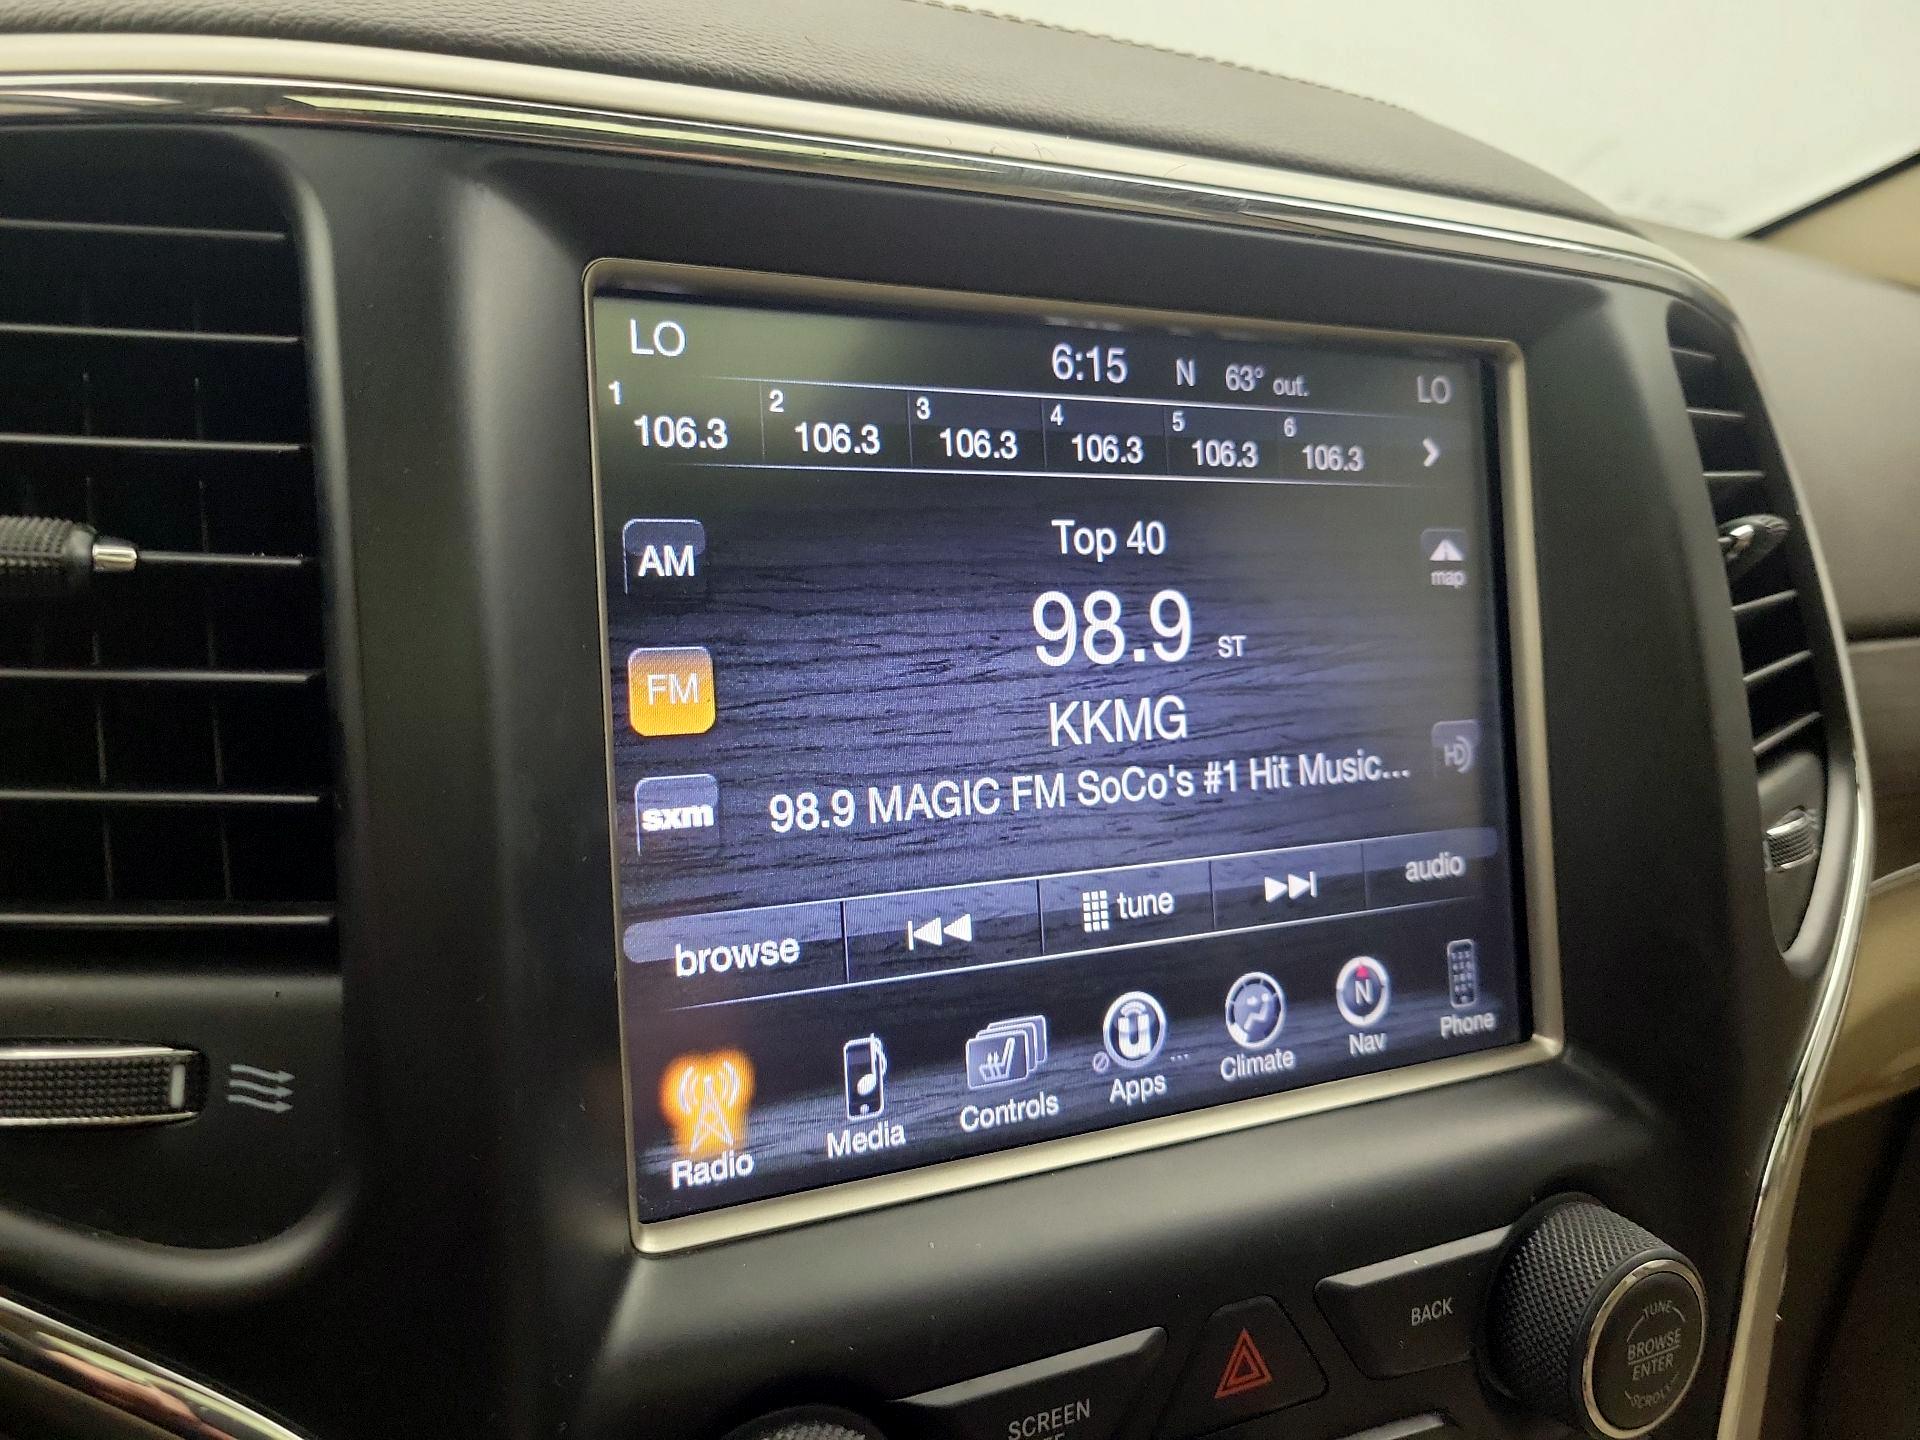 LO 6:15 N 63° out. LO
1 106.3 2 106.3 3 106.3 4 106.3 5 106.3 6 106.3
Top 40
AM
map
98.9 ST
FM
KKMG
HD
98.9 MAGIC FM SoCo's #1 Hit Music...
sxm
browse tune audio
Radio Media Controls Apps Climate Nav Phone
N
BACK
TUNE
BROWSE
ENTER
SCROLL
SCREEN